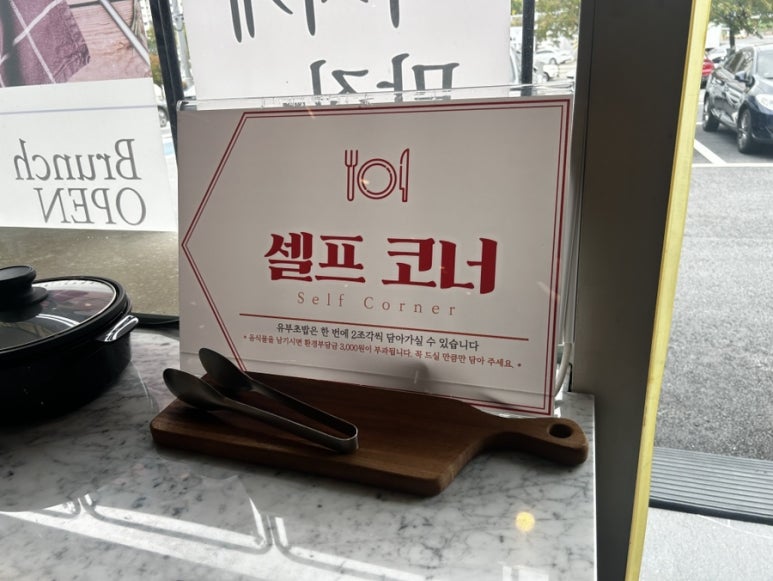 셀프 코너
Self Corner
유부초밥은 한 번에 2조각씩 담아가실 수 있습니다
* 음식물을 남기시면 환경부담금 3,000원이 부과됩니다. 꼭 드실 만큼만 담아 주세요. *
Brunch
OPEN